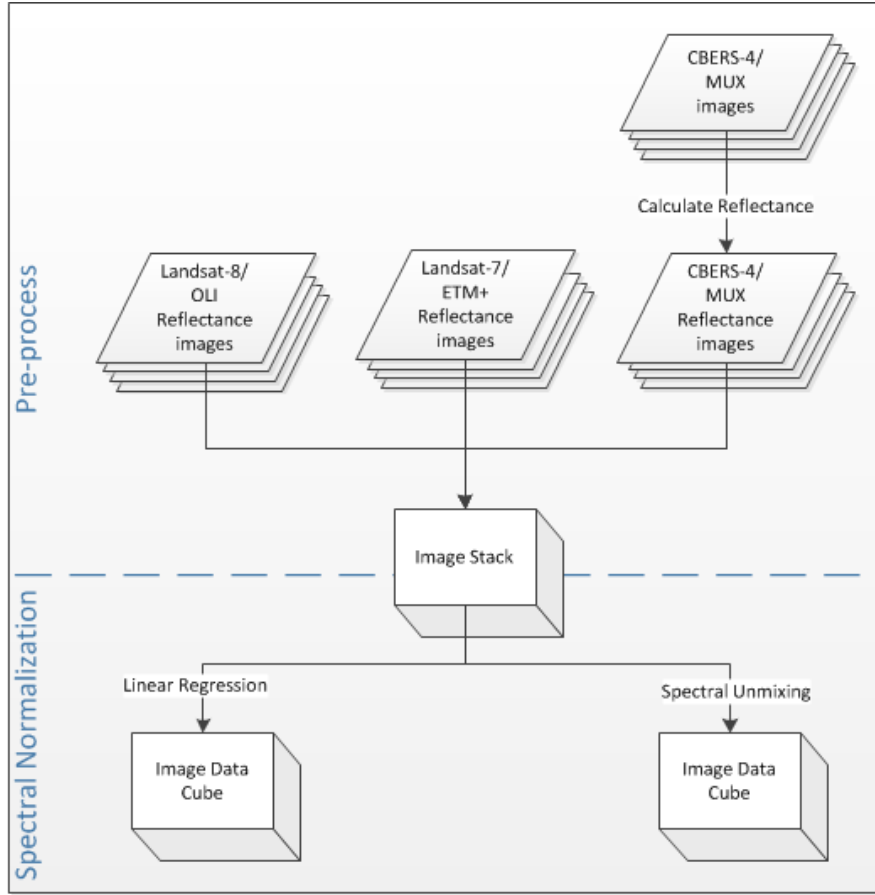 CBERS-4/
MUX
images
Calculate Reflectance
Landsat-8/
OLI
Reflectance
images
Landsat-7/
ETM+
Reflectance
images
CBERS-4/
MUX
Reflectance
images
Pre-process
Image Stack
Spectral Normalization
Linear Regression
Spectral Unmixing
Image Data
Cube
Image Data
Cube